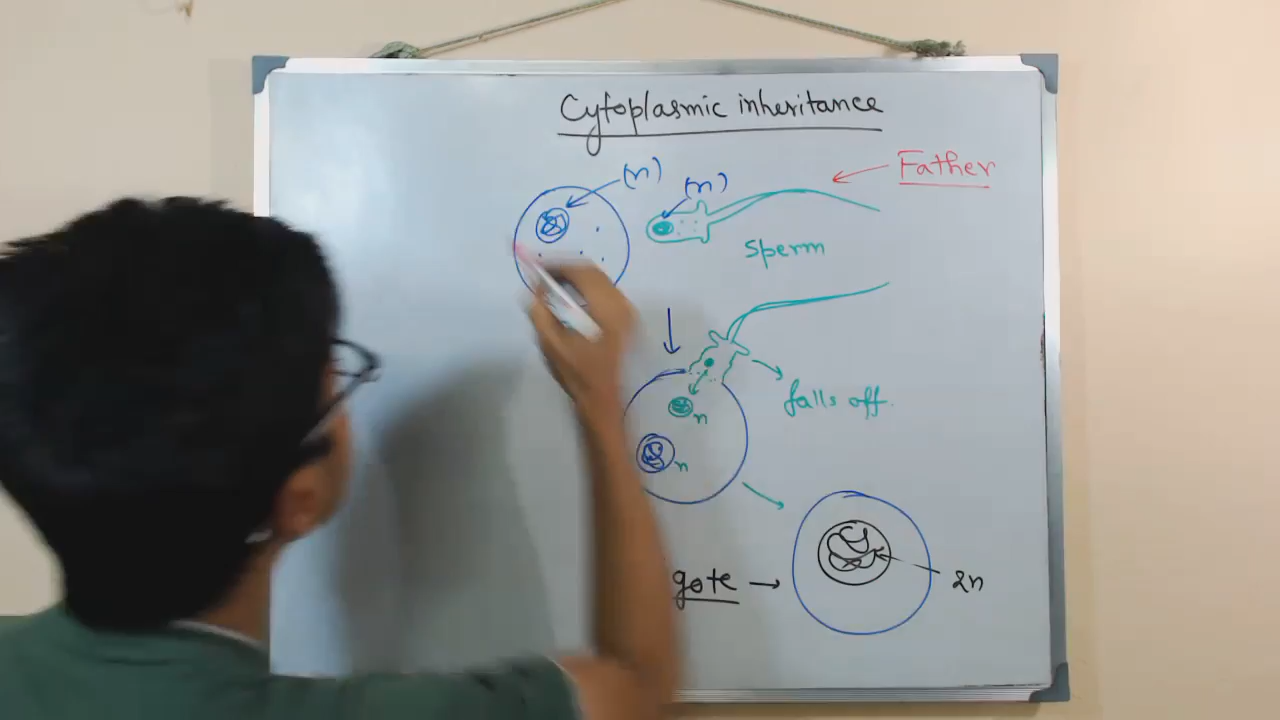 Cytoplasmic inheritance
(n)
(n)
Father
sperm
falls off.
n
n
gote →
2n